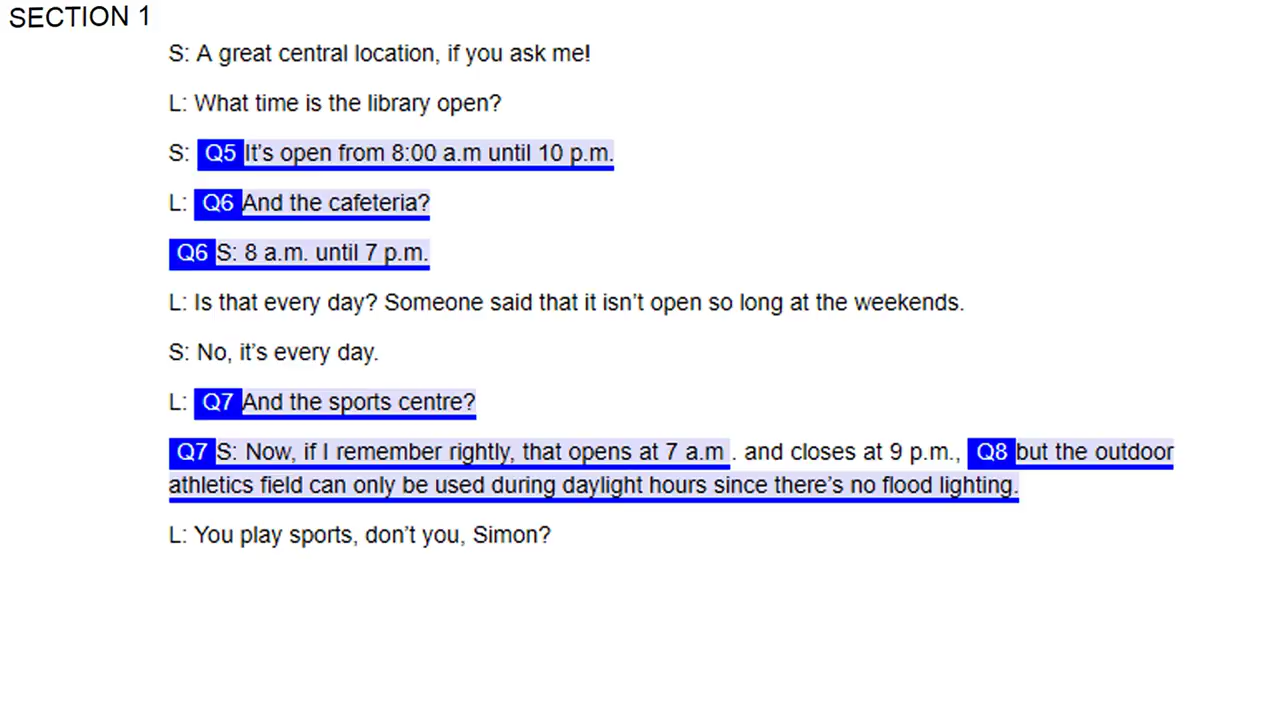 SECTION 1
S: A great central location, if you ask me!
L: What time is the library open?
S: Q5 It's open from 8:00 a.m until 10 p.m.
L: Q6 And the cafeteria?
Q6 S: 8 a.m. until 7 p.m.
L: Is that every day? Someone said that it isn't open so long at the weekends.
S: No, it's every day.
L: Q7 And the sports centre?
Q7 S: Now, if I remember rightly, that opens at 7 a.m . and closes at 9 p.m., Q8 but the outdoor
athletics field can only be used during daylight hours since there's no flood lighting.
L: You play sports, don't you, Simon?